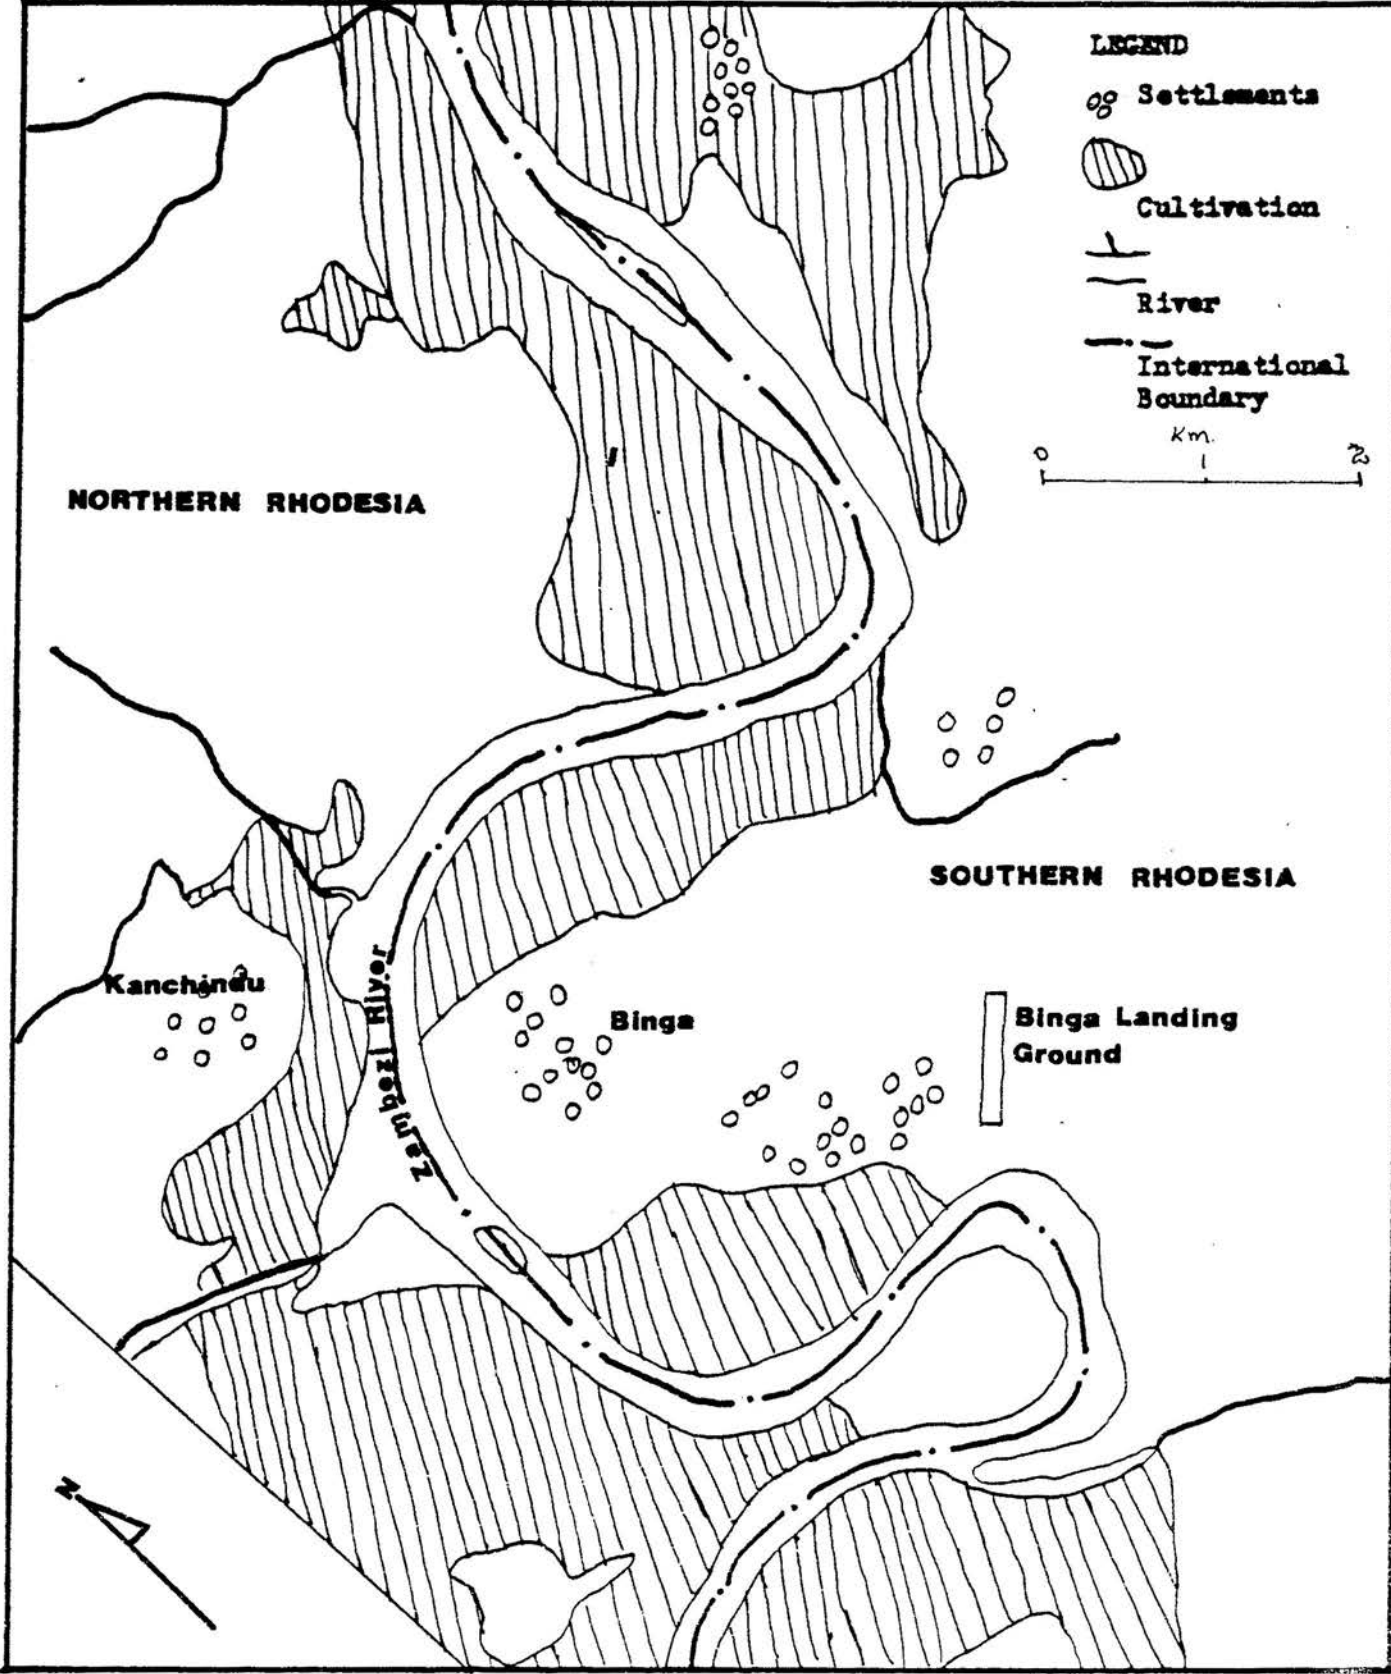 LEGEND
Settlements
Cultivation
River
International
Boundary
Km.
0 1 2
NORTHERN RHODESIA
SOUTHERN RHODESIA
Kanchindu
Zambezi River
Binga
Binga Landing
Ground
N